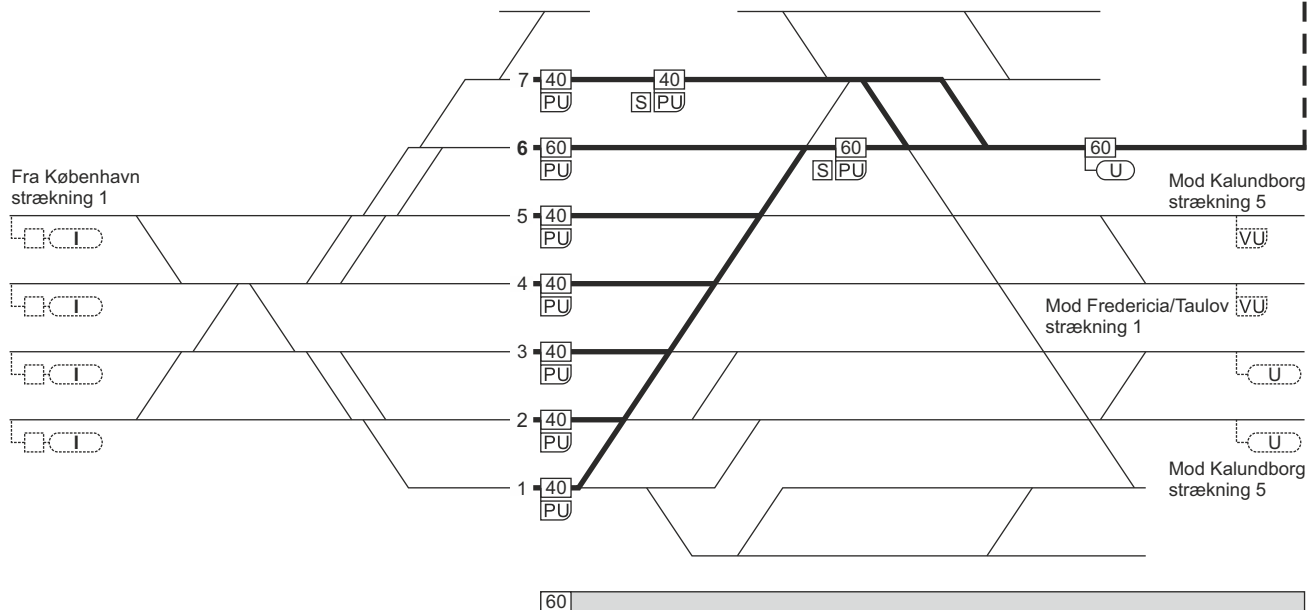 7 40 40
PU S PU
6 60 60 60
PU S PU U
Fra København
strækning 1
Mod Kalundborg
strækning 5
5 40
I PU VU
4 40
I PU VU
Mod Fredericia/Taulov
strækning 1
3 40
I PU U
2 40
I PU U
Mod Kalundborg
strækning 5
1 40
PU
60